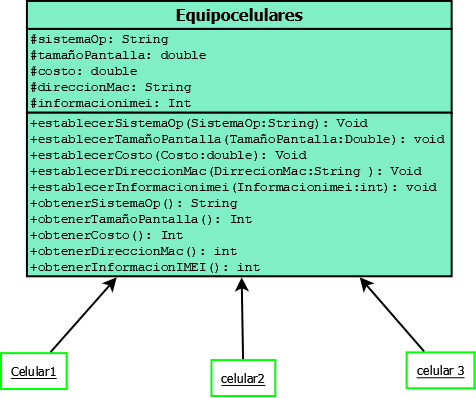 Equipocelulares
#sistemaOp: String
#tamañoPantalla: double
#costo: double
#direccionMac: String
#informacionimei: Int
+establecerSistemaOp(SistemaOp:String): Void
+establecerTamañoPantalla(TamañoPantalla:Double): void
+establecerCosto(Costo:double): Void
+establecerDireccionMac(DirrecionMac:String ): Void
+establecerInformacionimei(Informacionimei:int): void
+obtenerSistemaOp(): String
+obtenerTamañoPantalla(): Int
+obtenerCosto(): Int
+obtenerDireccionMac(): int
+obtenerInformacionIMEI(): int
Celular1
celular2
celular 3